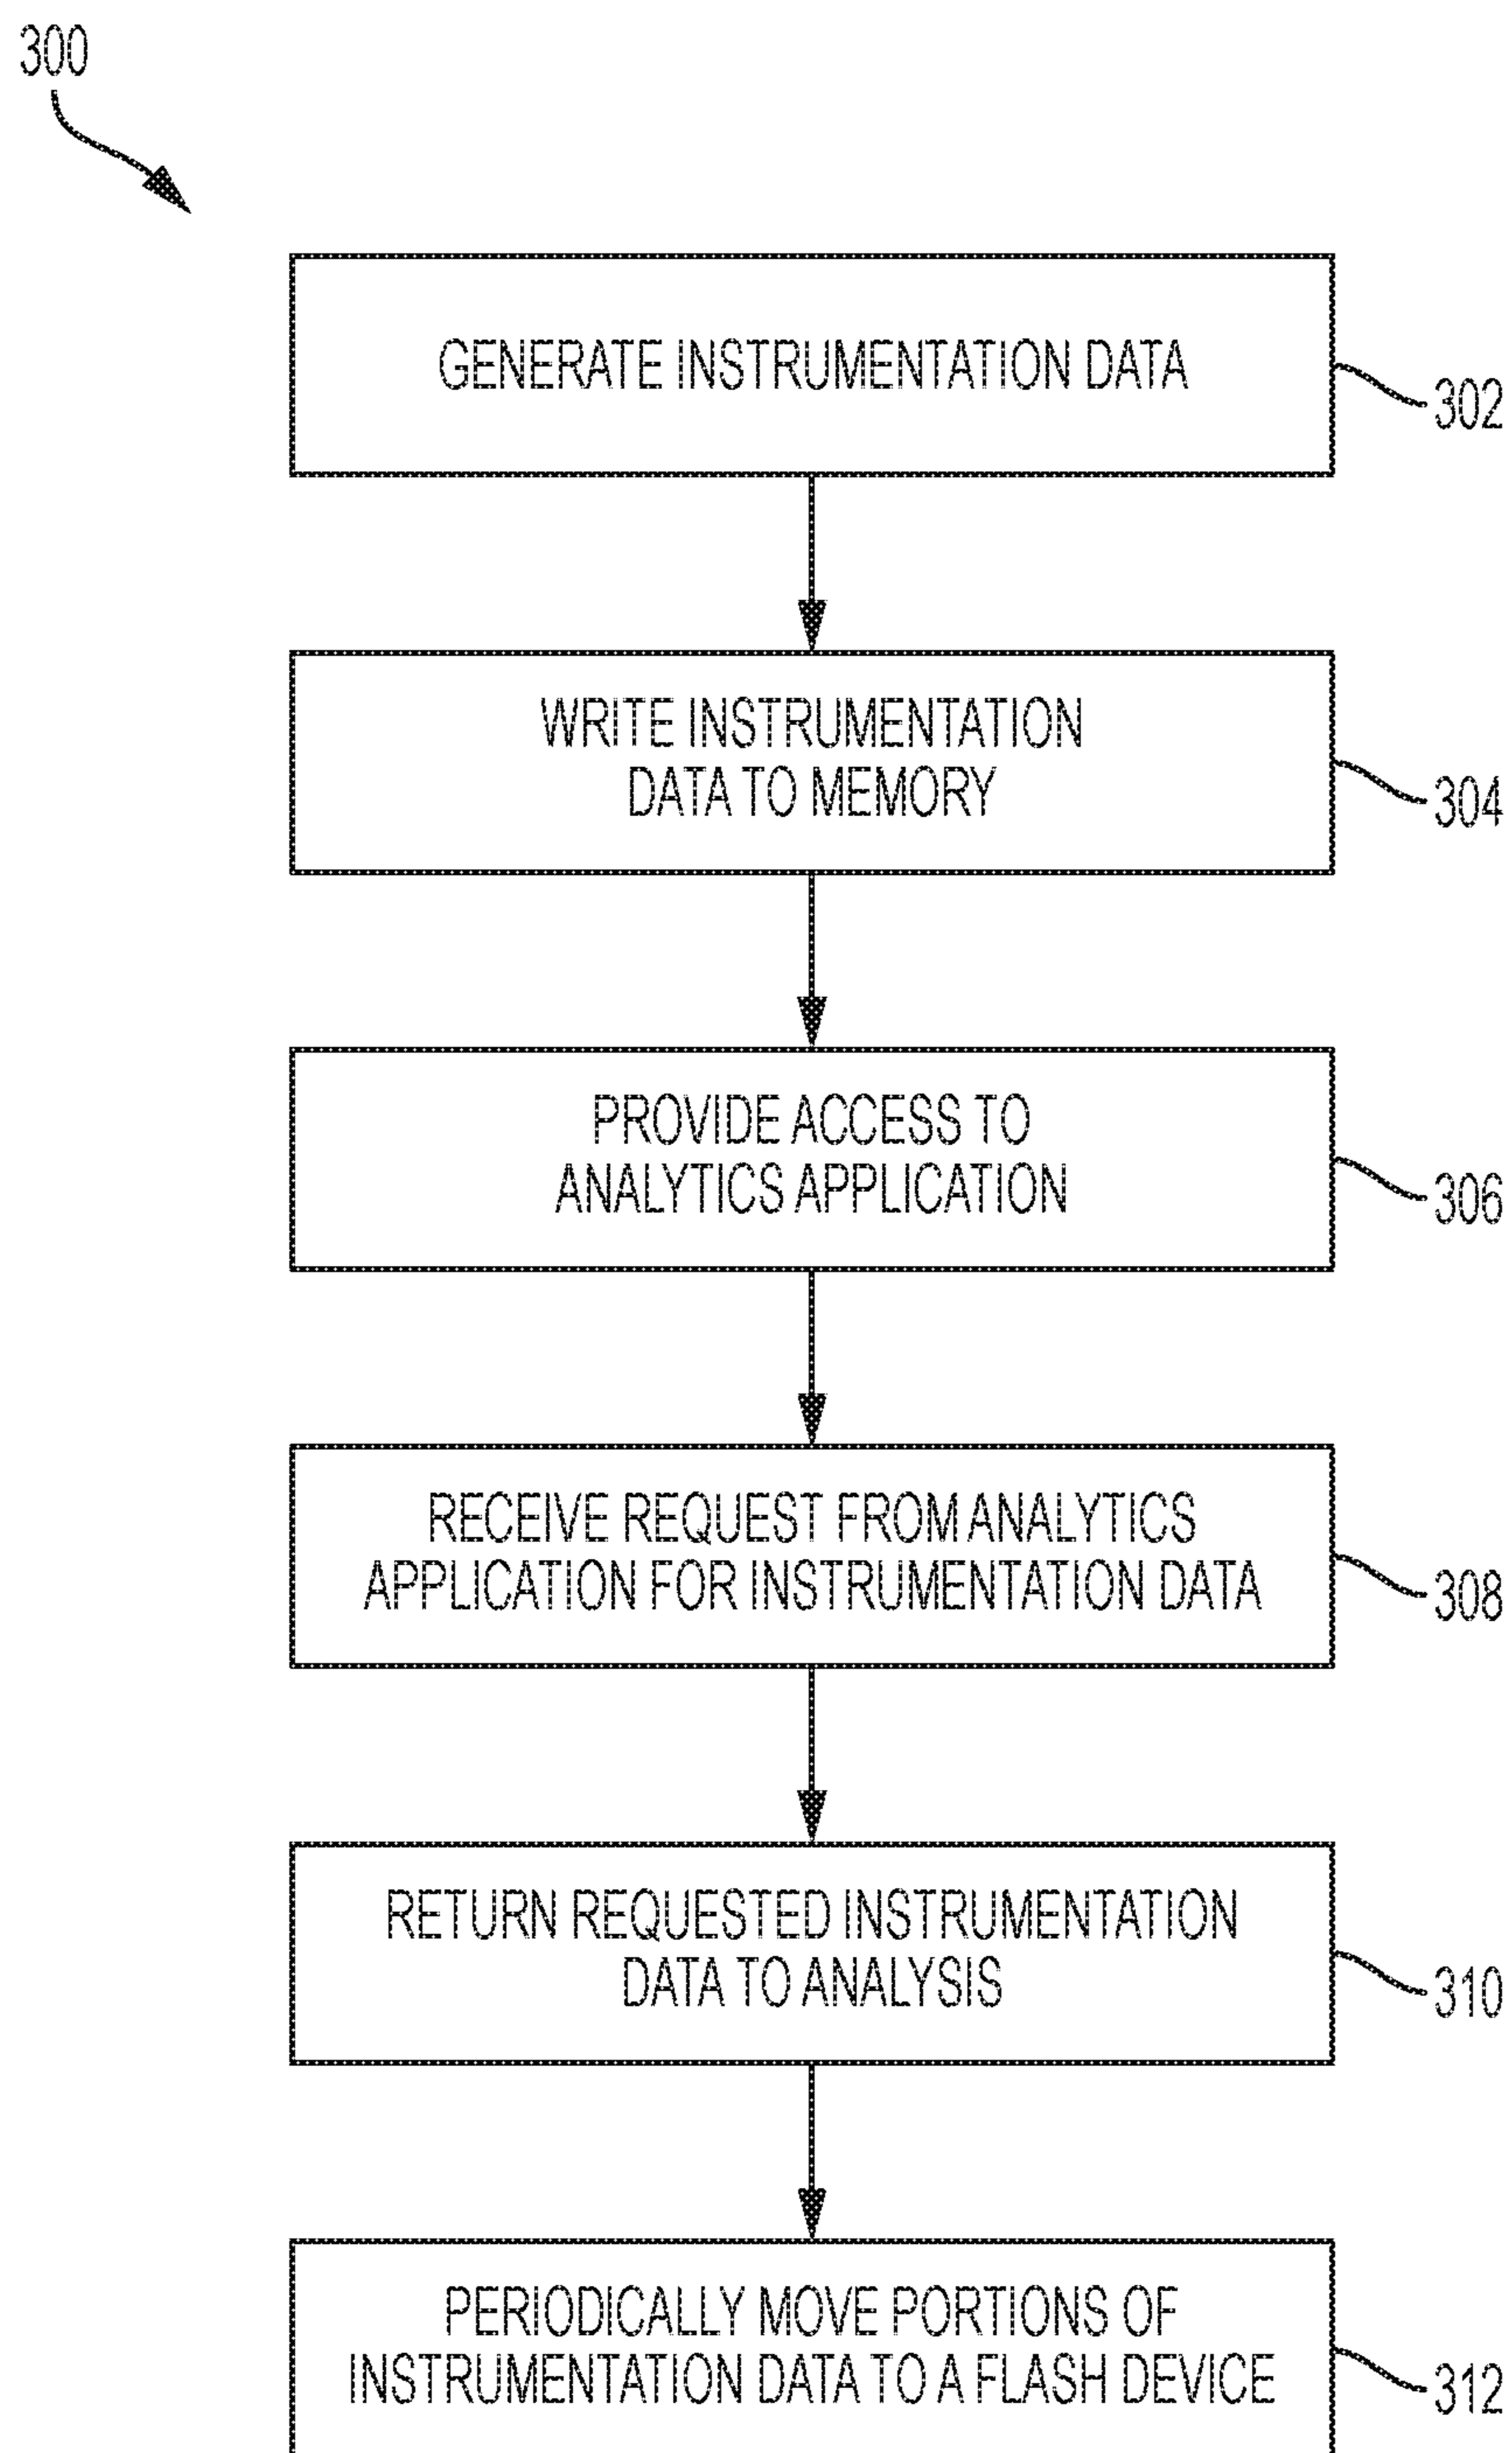 300
GENERATE INSTRUMENTATION DATA
302
WRITE INSTRUMENTATION
DATA TO MEMORY
304
PROVIDE ACCESS TO
ANALYTICS APPLICATION
306
RECEIVE REQUEST FROM ANALYTICS
APPLICATION FOR INSTRUMENTATION DATA
308
RETURN REQUESTED INSTRUMENTATION
DATA TO ANALYSIS
310
PERIODICALLY MOVE PORTIONS OF
INSTRUMENTATION DATA TO A FLASH DEVICE
312